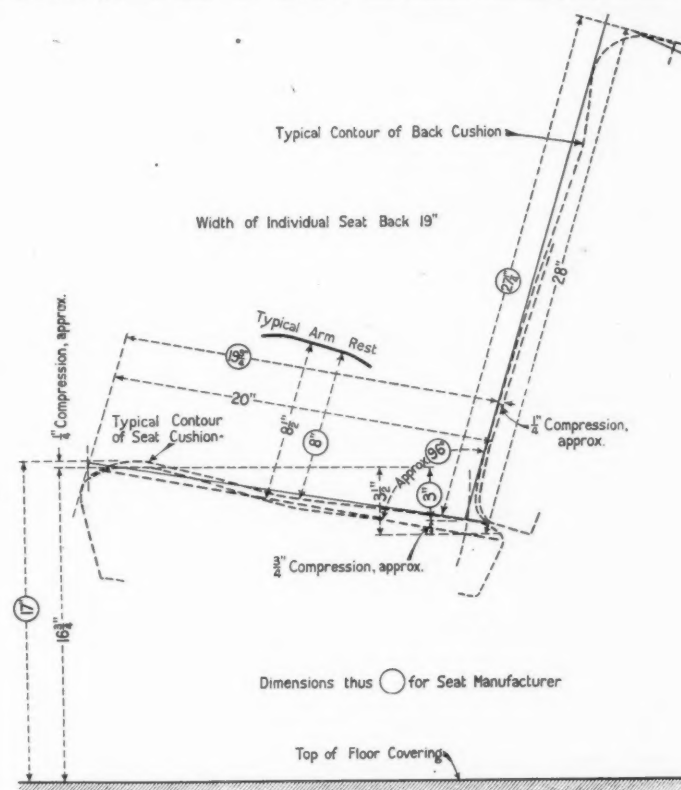 Typical Contour of Back Cushion
Width of Individual Seat Back 19"
27¼"
28"
¼" Compression, approx.
Typical Arm Rest
19¾"
20"
8½"
8"
½" Compression,
approx.
Typical Contour
of Seat Cushion
Approx.
3½"
3"
¾" Compression, approx.
17"
16¾"
Dimensions thus for Seat Manufacturer
Top of Floor Covering